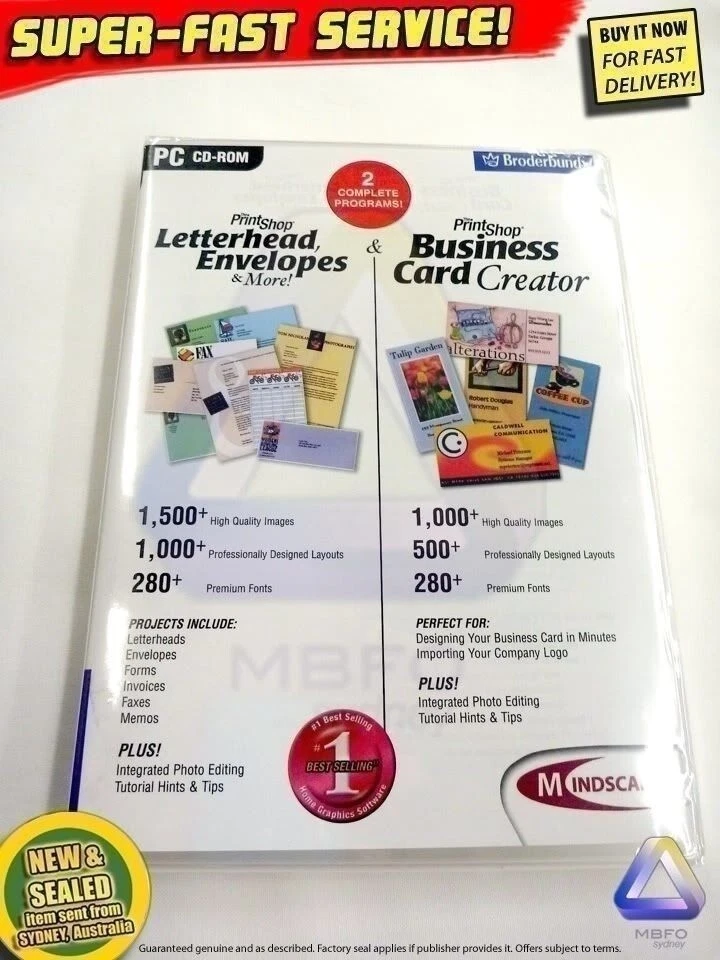 SUPER-FAST SERVICE!
BUY IT NOW
FOR FAST
DELIVERY!
PC CD-ROM
Brøderbund
2
COMPLETE
PROGRAMS!
The
PrintShop
Letterhead,
Envelopes
& More!
&
The
PrintShop
Business
Card Creator
FAX
Tulip Garden
lterations
Robert Douglas
Handyman
COFFEE CUP
CALDWELL
COMMUNICATION
C
1,500+ High Quality Images
1,000+ Professionally Designed Layouts
280+ Premium Fonts
1,000+ High Quality Images
500+ Professionally Designed Layouts
280+ Premium Fonts
PROJECTS INCLUDE:
Letterheads
Envelopes
Forms
Invoices
Faxes
Memos
PLUS!
Integrated Photo Editing
Tutorial Hints & Tips
PERFECT FOR:
Designing Your Business Card in Minutes
Importing Your Company Logo
PLUS!
Integrated Photo Editing
Tutorial Hints & Tips
MBFO
#1 Best Selling
#1
BEST SELLING
Home Graphics Software
MINDSCA
NEW &
SEALED
item sent from
SYDNEY, Australia
MBFO
sydney
Guaranteed genuine and as described. Factory seal applies if publisher provides it. Offers subject to terms.